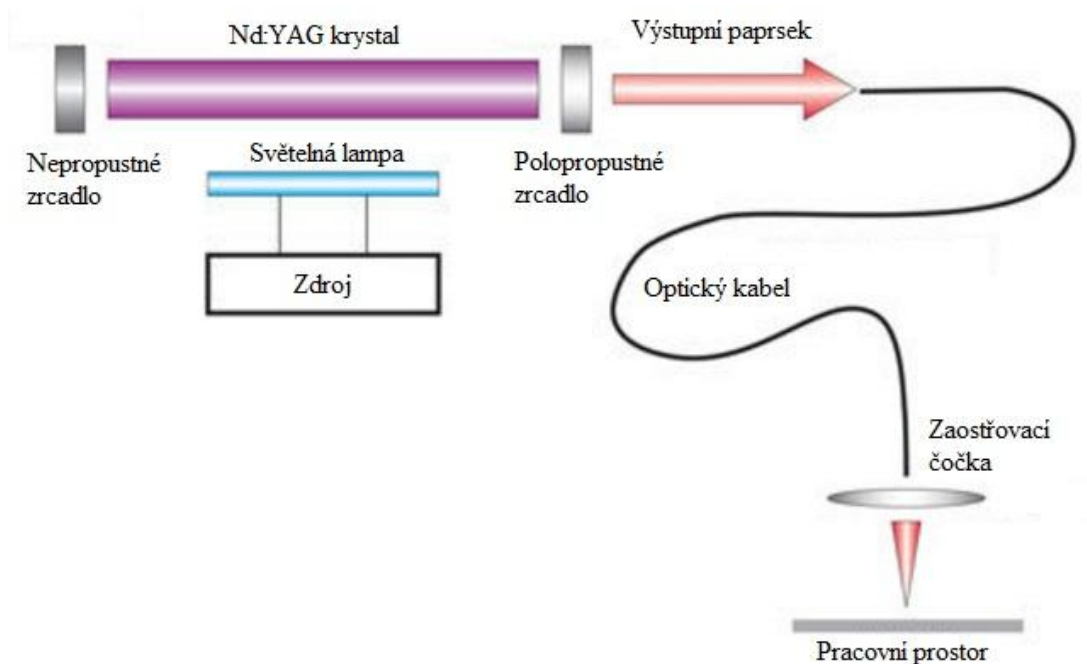 Nd:YAG krystal
Výstupní paprsek
Nepropustné
zrcadlo
Světelná lampa
Polopropustné
zrcadlo
Zdroj
Optický kabel
Zaostřovací
čočka
Pracovní prostor